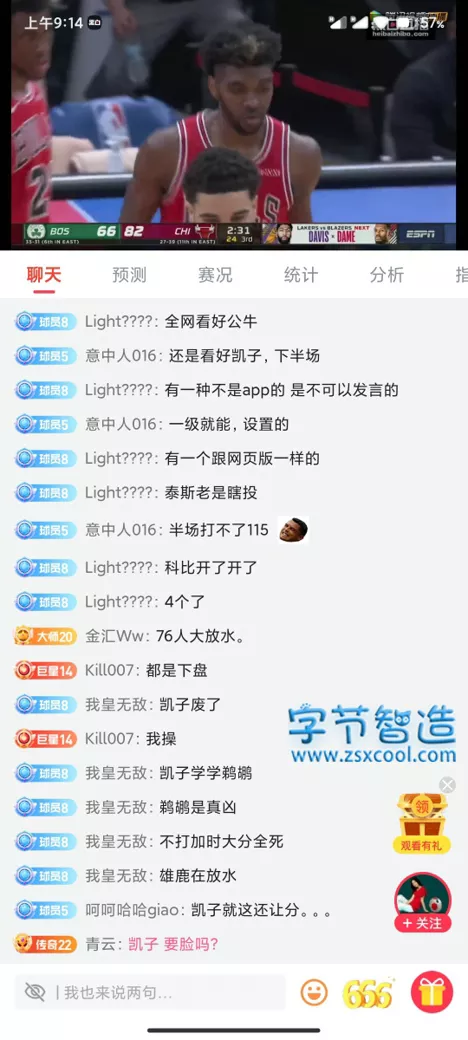 上午9:14
57%
heibaizhibo.com
BOS 66 82 CHI 2:31
35-31 (6TH IN EAST) 27-39 (11TH IN EAST) 24 3rd
LAKERS VS BLAZERS NEXT
DAVIS DAME
ESPN
聊天 预测 赛况 统计 分析 指
球员8 Light????: 全网看好公牛
球员5 意中人016: 还是看好凯子，下半场
球员8 Light????: 有一种不是app的 是不可以发言的
球员5 意中人016: 一级就能，设置的
球员8 Light????: 有一个跟网页版一样的
球员8 Light????: 泰斯老是瞎投
球员5 意中人016: 半场打不了115
球员8 Light????: 科比开了开了
球员8 Light????: 4个了
大师20 金汇Ww: 76人大放水。
巨星14 Kill007: 都是下盘
球员8 我皇无敌: 凯子废了
巨星14 Kill007: 我操
球员8 我皇无敌: 凯子学学鹈鹕
球员8 我皇无敌: 鹈鹕是真凶
球员8 我皇无敌: 不打加时大分全死
球员8 我皇无敌: 雄鹿在放水
球员5 呵呵哈哈giao: 凯子就这还让分。。。
传奇22 青云: 凯子 要脸吗?
字节智造
www.zsxcool.com
领
观看有礼
+ 关注
我也来说两句...
666